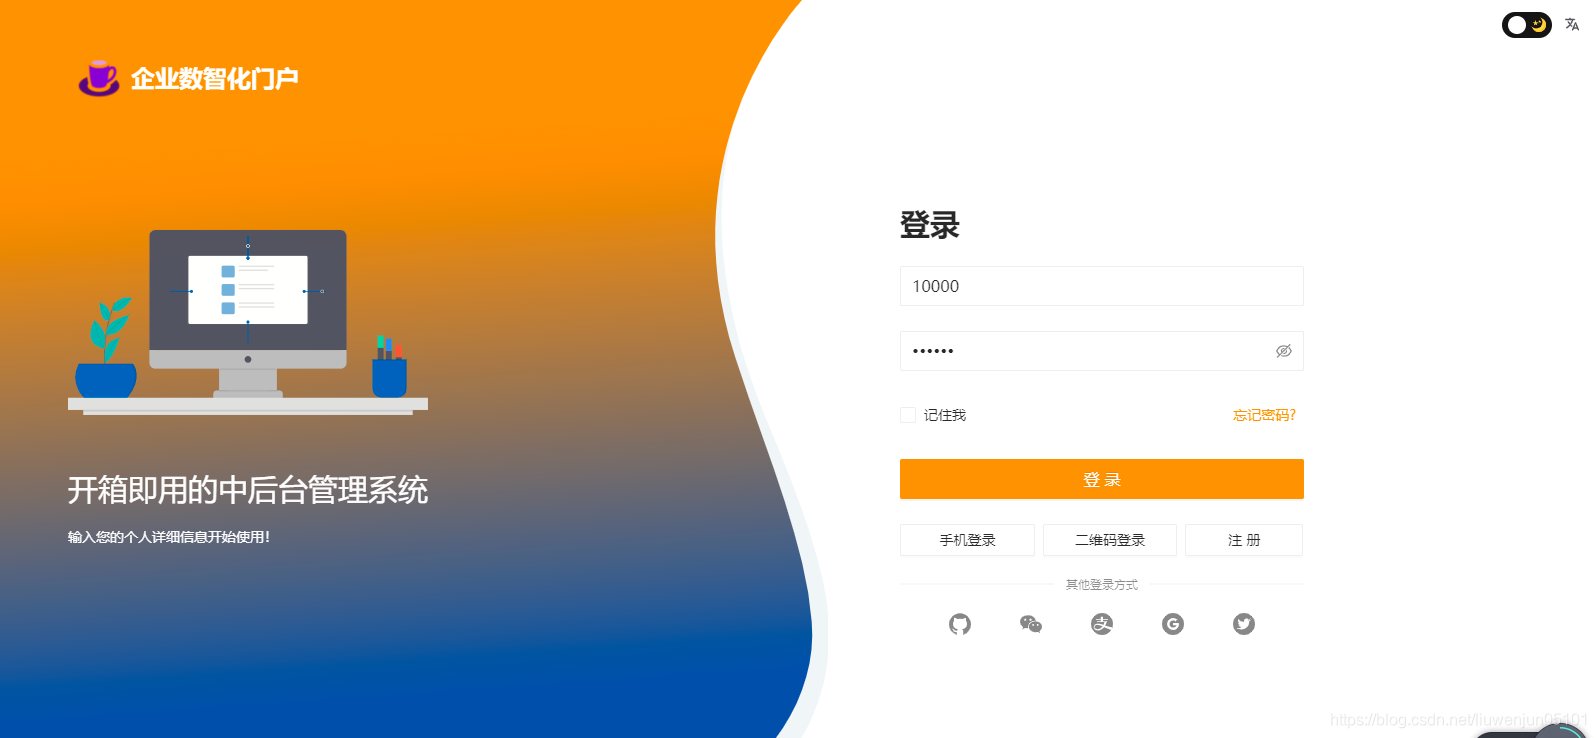 企业数智化门户
开箱即用的中后台管理系统
输入您的个人详细信息开始使用!
登录
10000
••••••
记住我
忘记密码?
登 录
手机登录
二维码登录
注 册
其他登录方式
https://blog.csdn.net/liuwenjun05101